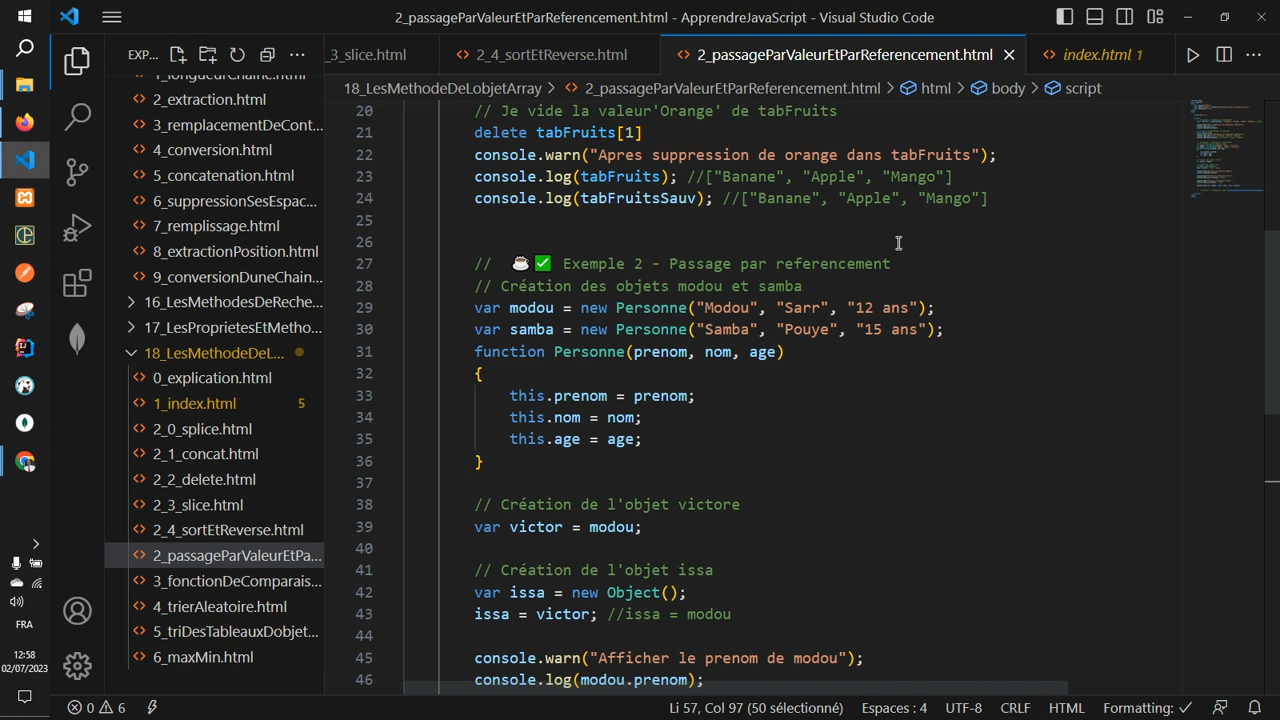 2_passageParValeurEtParReferencement.html - ApprendreJavaScript - Visual Studio Code
EXP...
_3_slice.html
2_4_sortEtReverse.html
2_passageParValeurEtParReferencement.html
index.html 1
18_LesMethodeDeLobjetArray > 2_passageParValeurEtParReferencement.html > html > body > script
1_longueurChaine.html
2_extraction.html
3_remplacementDeCont...
4_conversion.html
5_concatenation.html
6_suppressionSesEspac...
7_remplissage.html
8_extractionPosition.html
9_conversionDuneChain...
16_LesMethodesDeReche...
17_LesProprietesEtMetho...
18_LesMethodeDeL...
0_explication.html
1_index.html 5
2_0_splice.html
2_1_concat.html
2_2_delete.html
2_3_slice.html
2_4_sortEtReverse.html
2_passageParValeurEtPa...
3_fonctionDeComparais...
4_trierAleatoire.html
5_triDesTableauxDobjet...
6_maxMin.html
20 // Je vide la valeur'Orange' de tabFruits
21 delete tabFruits[1]
22 console.warn("Apres suppression de orange dans tabFruits");
23 console.log(tabFruits); //["Banane", "Apple", "Mango"]
24 console.log(tabFruitsSauv); //["Banane", "Apple", "Mango"]
25
26
27 // ☕✅ Exemple 2 - Passage par referencement
28 // Création des objets modou et samba
29 var modou = new Personne("Modou", "Sarr", "12 ans");
30 var samba = new Personne("Samba", "Pouye", "15 ans");
31 function Personne(prenom, nom, age)
32 {
33 this.prenom = prenom;
34 this.nom = nom;
35 this.age = age;
36 }
37
38 // Création de l'objet victore
39 var victor = modou;
40
41 // Création de l'objet issa
42 var issa = new Object();
43 issa = victor; //issa = modou
44
45 console.warn("Afficher le prenom de modou");
46 console.log(modou.prenom);
FRA
12:58
02/07/2023
0 6
Li 57, Col 97 (50 sélectionné)
Espaces : 4
UTF-8
CRLF
HTML
Formatting: ✓